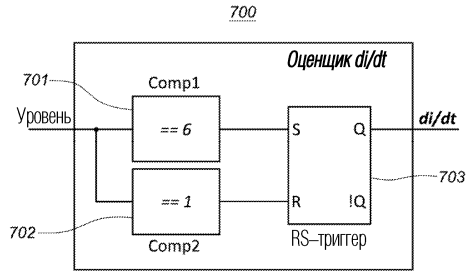 700
Оценщик di/dt
701
Comp1
Уровень
== 6
S
Q
di/dt
703
== 1
R
!Q
702
Comp2
RS–триггер